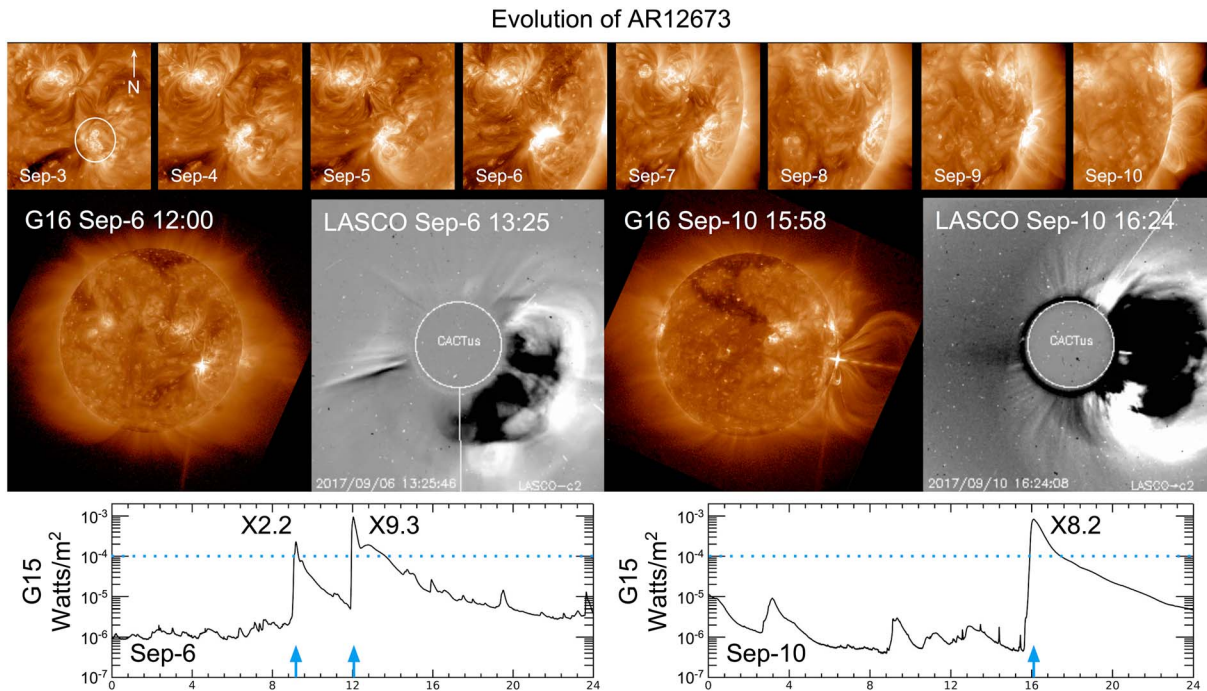 Evolution of AR12673
N
Sep-3
Sep-4
Sep-5
Sep-6
Sep-7
Sep-8
Sep-9
Sep-10
G16 Sep-6 12:00
LASCO Sep-6 13:25
G16 Sep-10 15:58
LASCO Sep-10 16:24
CACTus
CACTus
2017/09/06 13:25:46
LASCO-c2
2017/09/10 16:24:08
LASCO-c2
10⁻³
X2.2
X9.3
10⁻⁴
10⁻⁵
10⁻⁶
10⁻⁷
G15
Watts/m²
Sep-6
0 4 8 12 16 20 24
10⁻³
X8.2
10⁻⁴
10⁻⁵
10⁻⁶
10⁻⁷
G15
Watts/m²
Sep-10
0 4 8 12 16 20 24